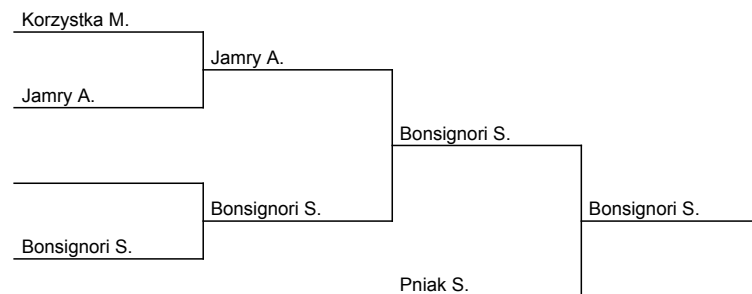 Korzystka M.
Jamry A.
Jamry A.
Bonsignori S.
Bonsignori S.
Bonsignori S.
Bonsignori S.
Pniak S.